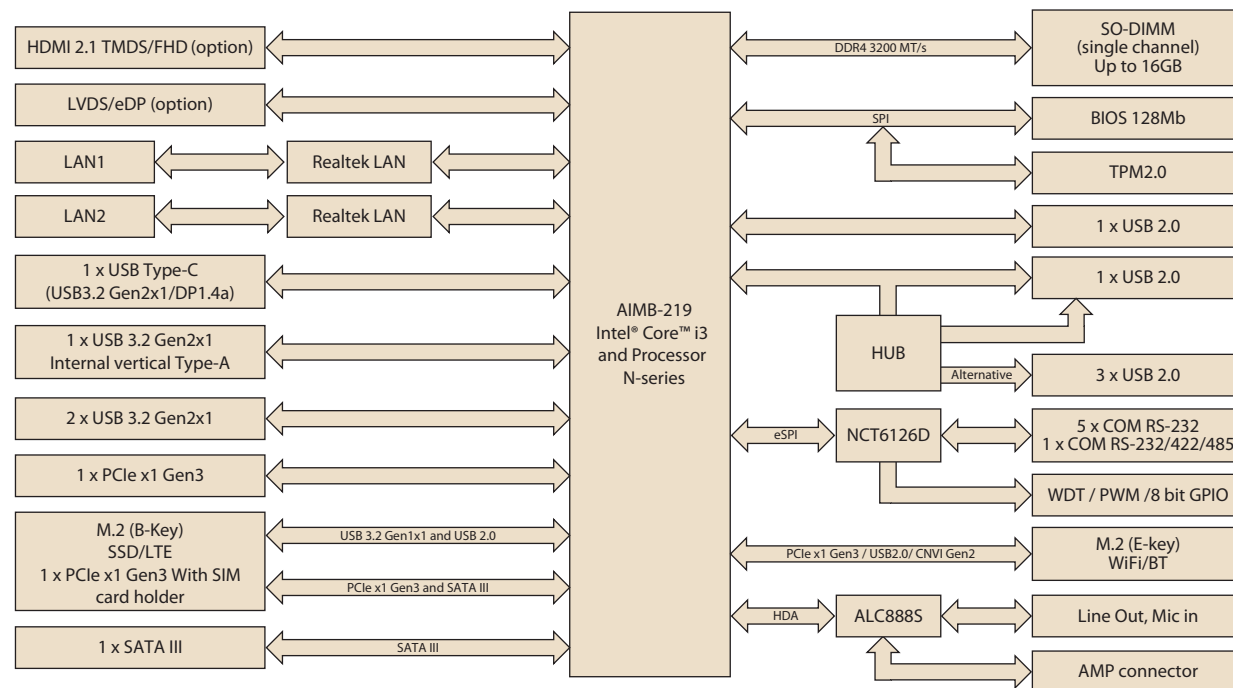 HDMI 2.1 TMDS/FHD (option)
LVDS/eDP (option)
LAN1
Realtek LAN
LAN2
Realtek LAN
1 x USB Type-C
(USB3.2 Gen2x1/DP1.4a)
1 x USB 3.2 Gen2x1
Internal vertical Type-A
2 x USB 3.2 Gen2x1
1 x PCIe x1 Gen3
M.2 (B-Key)
SSD/LTE
1 x PCIe x1 Gen3 With SIM
card holder
USB 3.2 Gen1x1 and USB 2.0
PCIe x1 Gen3 and SATA III
1 x SATA III
SATA III
AIMB-219
Intel® Core™ i3
and Processor
N-series
DDR4 3200 MT/s
SO-DIMM
(single channel)
Up to 16GB
SPI
BIOS 128Mb
TPM2.0
1 x USB 2.0
1 x USB 2.0
HUB
Alternative
3 x USB 2.0
eSPI
NCT6126D
5 x COM RS-232
1 x COM RS-232/422/485
WDT / PWM /8 bit GPIO
PCIe x1 Gen3 / USB2.0/ CNVI Gen2
M.2 (E-key)
WiFi/BT
HDA
ALC888S
Line Out, Mic in
AMP connector